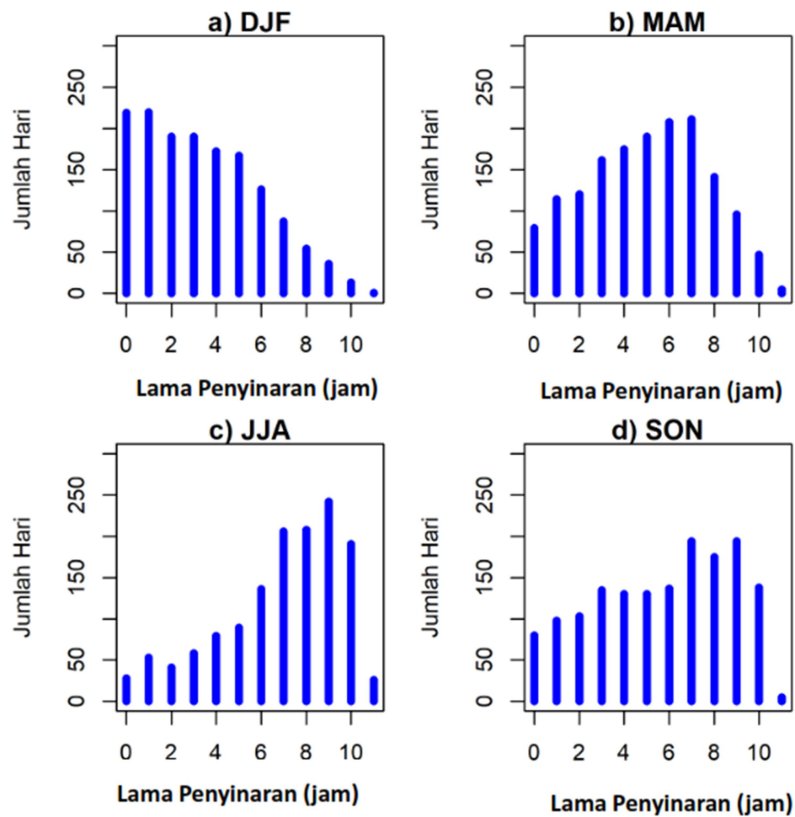 a) DJF
Jumlah Hari
250
150
50
0
0 2 4 6 8 10
Lama Penyinaran (jam)
b) MAM
Jumlah Hari
250
150
50
0
0 2 4 6 8 10
Lama Penyinaran (jam)
c) JJA
Jumlah Hari
250
150
50
0
0 2 4 6 8 10
Lama Penyinaran (jam)
d) SON
Jumlah Hari
250
150
50
0
0 2 4 6 8 10
Lama Penyinaran (jam)